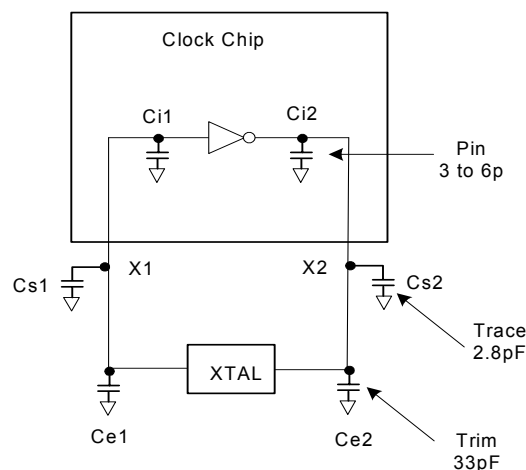 Clock Chip
Ci1
Ci2
Pin
3 to 6p
X1
X2
Cs1
Cs2
Trace
2.8pF
XTAL
Ce1
Ce2
Trim
33pF